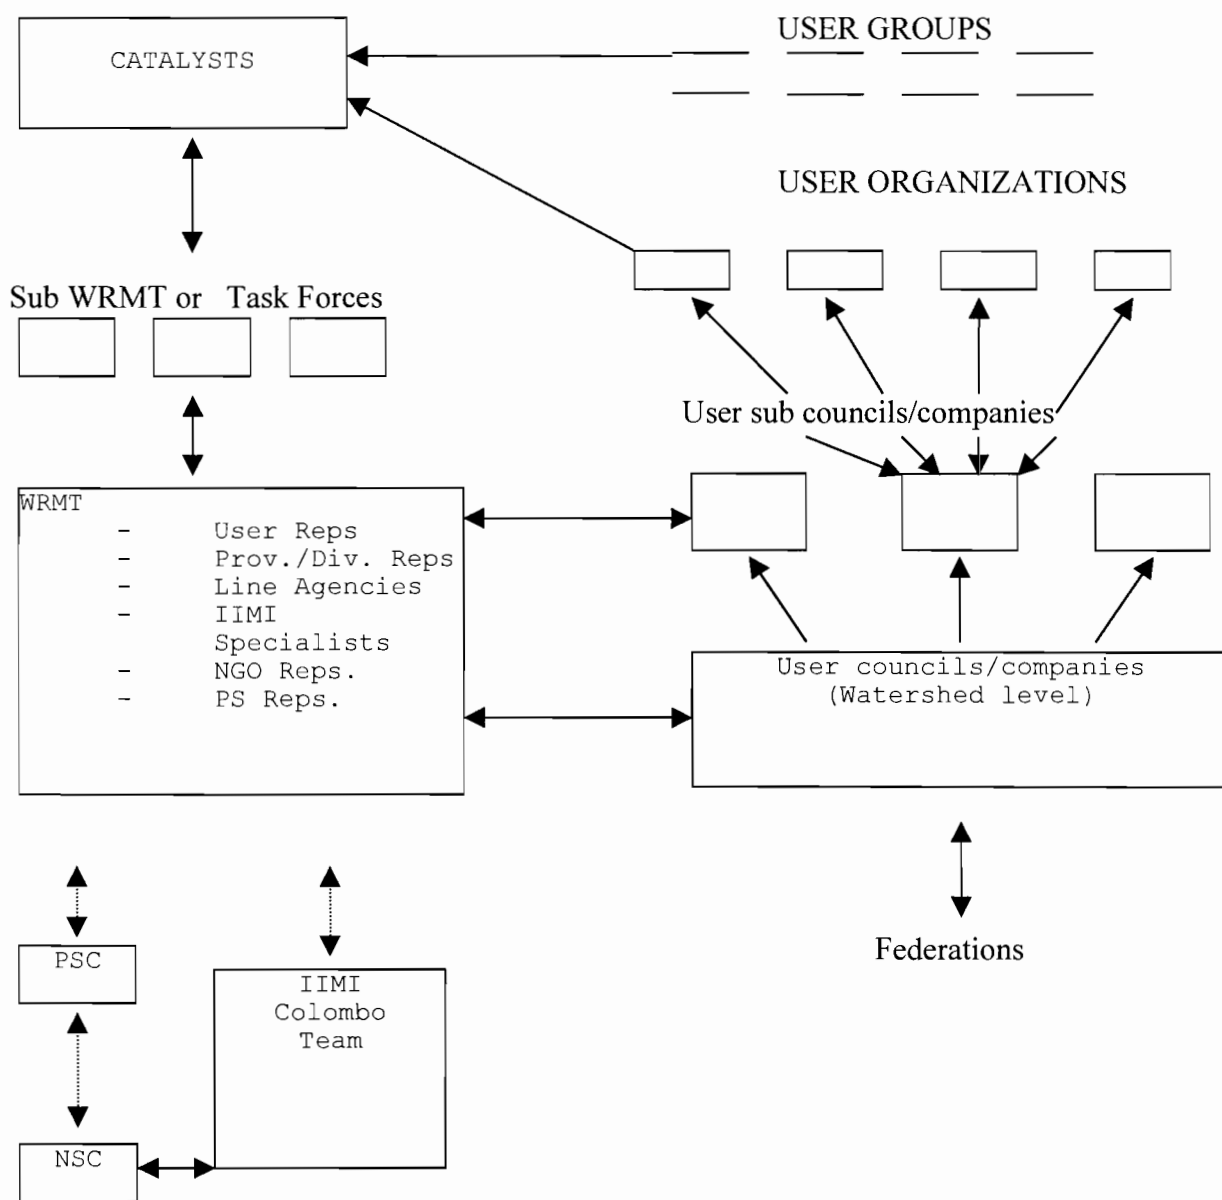 USER GROUPS
CATALYSTS
USER ORGANIZATIONS
Sub WRMT or Task Forces
User sub councils/companies
WRMT
- User Reps
- Prov./Div. Reps
- Line Agencies
- IIMI
Specialists
- NGO Reps.
- PS Reps.
User councils/companies
(Watershed level)
Federations
PSC
IIMI
Colombo
Team
NSC